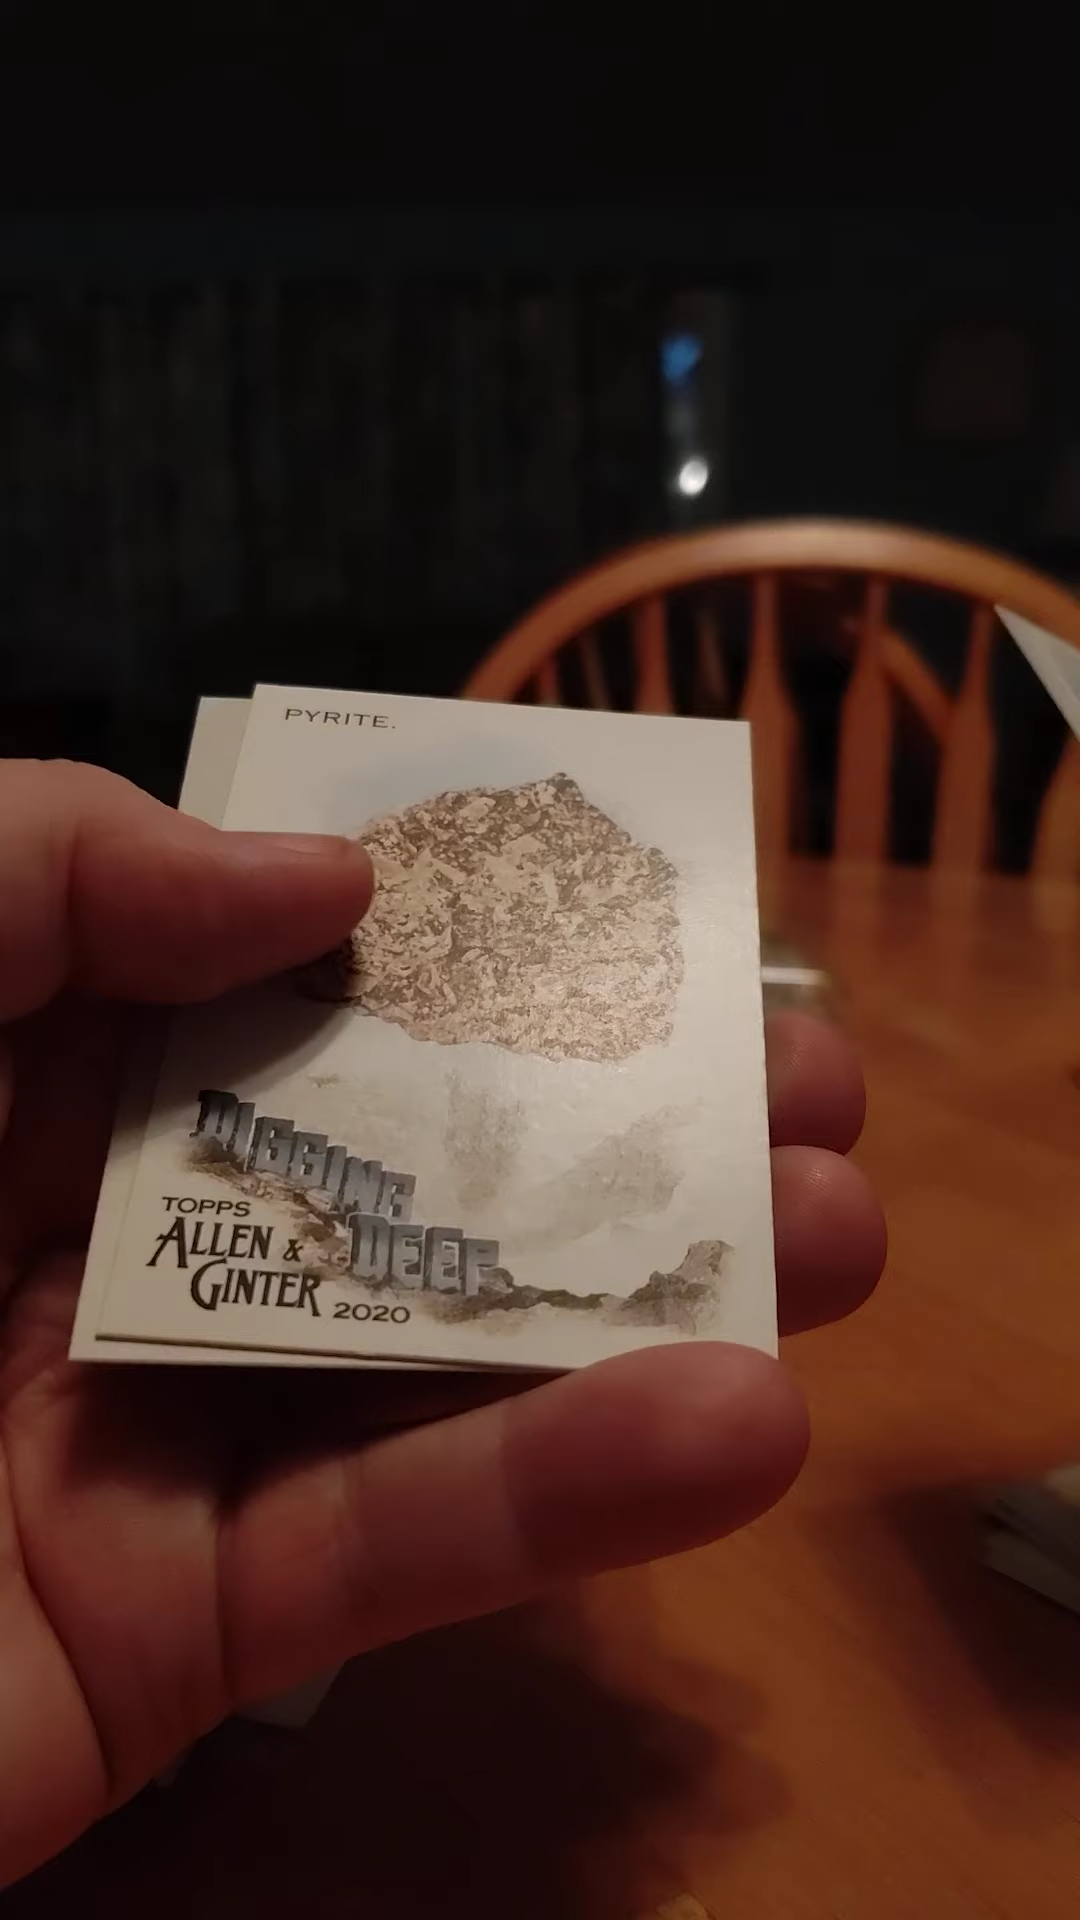 PYRITE.
DIGGING
DEEP
TOPPS
ALLEN &
GINTER 2020